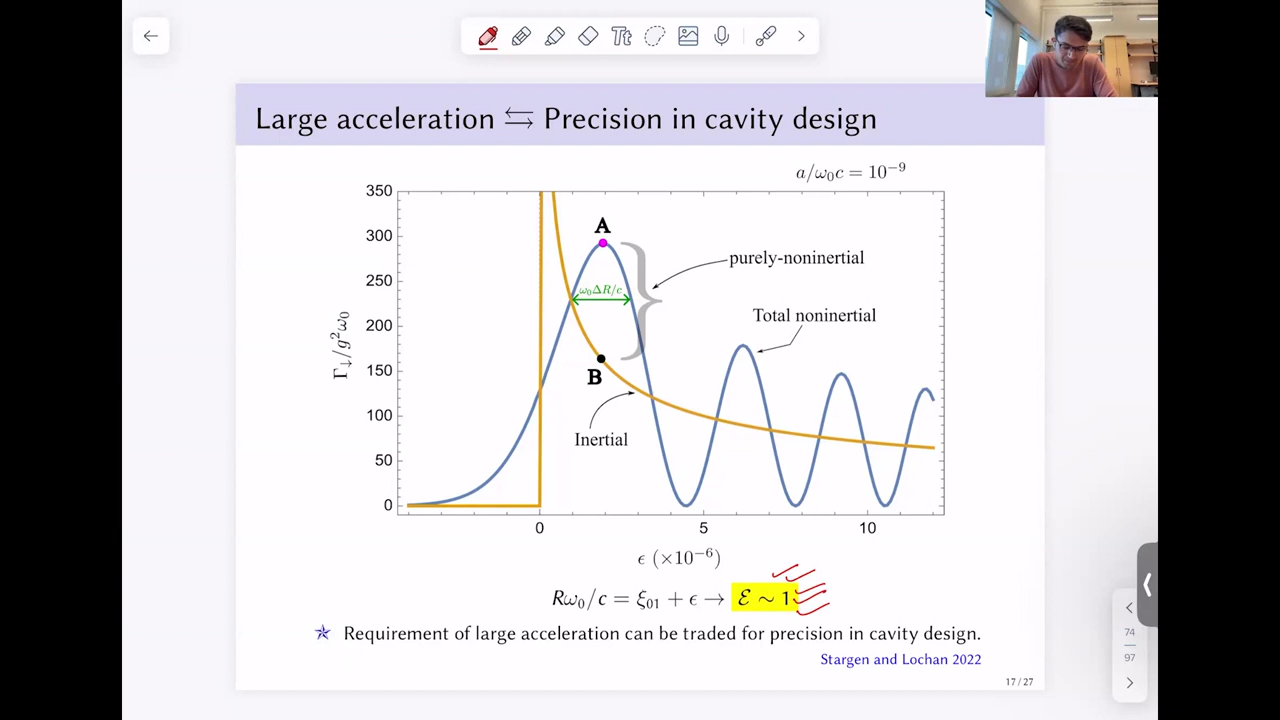 Tt
Large acceleration ⇆ Precision in cavity design
a/ω₀c = 10⁻⁹
350
300
250
200
150
100
50
0
Γ↓/g²ω₀
A
ω₀ΔR/c
B
purely-noninertial
Total noninertial
Inertial
0 5 10
ϵ (×10⁻⁶)
Rω₀/c = ξ₀₁ + ϵ → ℰ ∼ 1
Requirement of large acceleration can be traded for precision in cavity design.
Stargen and Lochan 2022
17 / 27
74
97